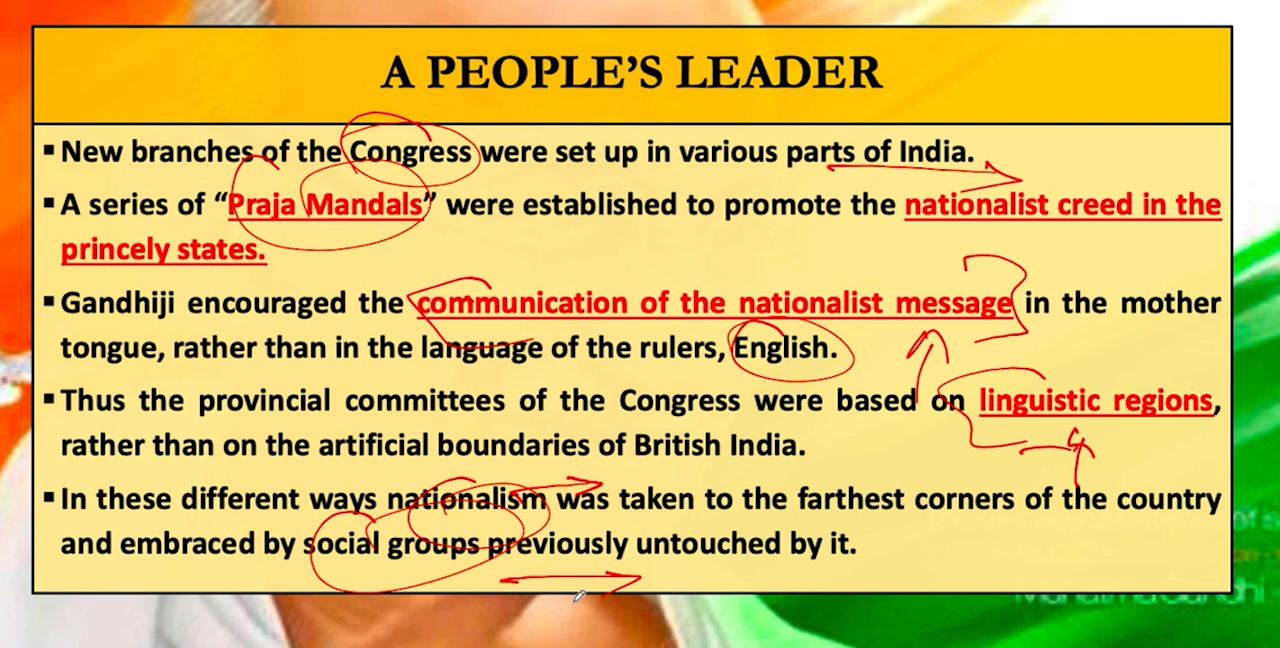 A PEOPLE’S LEADER
▪ New branches of the Congress were set up in various parts of India.
▪ A series of “Praja Mandals” were established to promote the nationalist creed in the
princely states.
▪ Gandhiji encouraged the communication of the nationalist message in the mother
tongue, rather than in the language of the rulers, English.
▪ Thus the provincial committees of the Congress were based on linguistic regions,
rather than on the artificial boundaries of British India.
▪ In these different ways nationalism was taken to the farthest corners of the country
and embraced by social groups previously untouched by it.